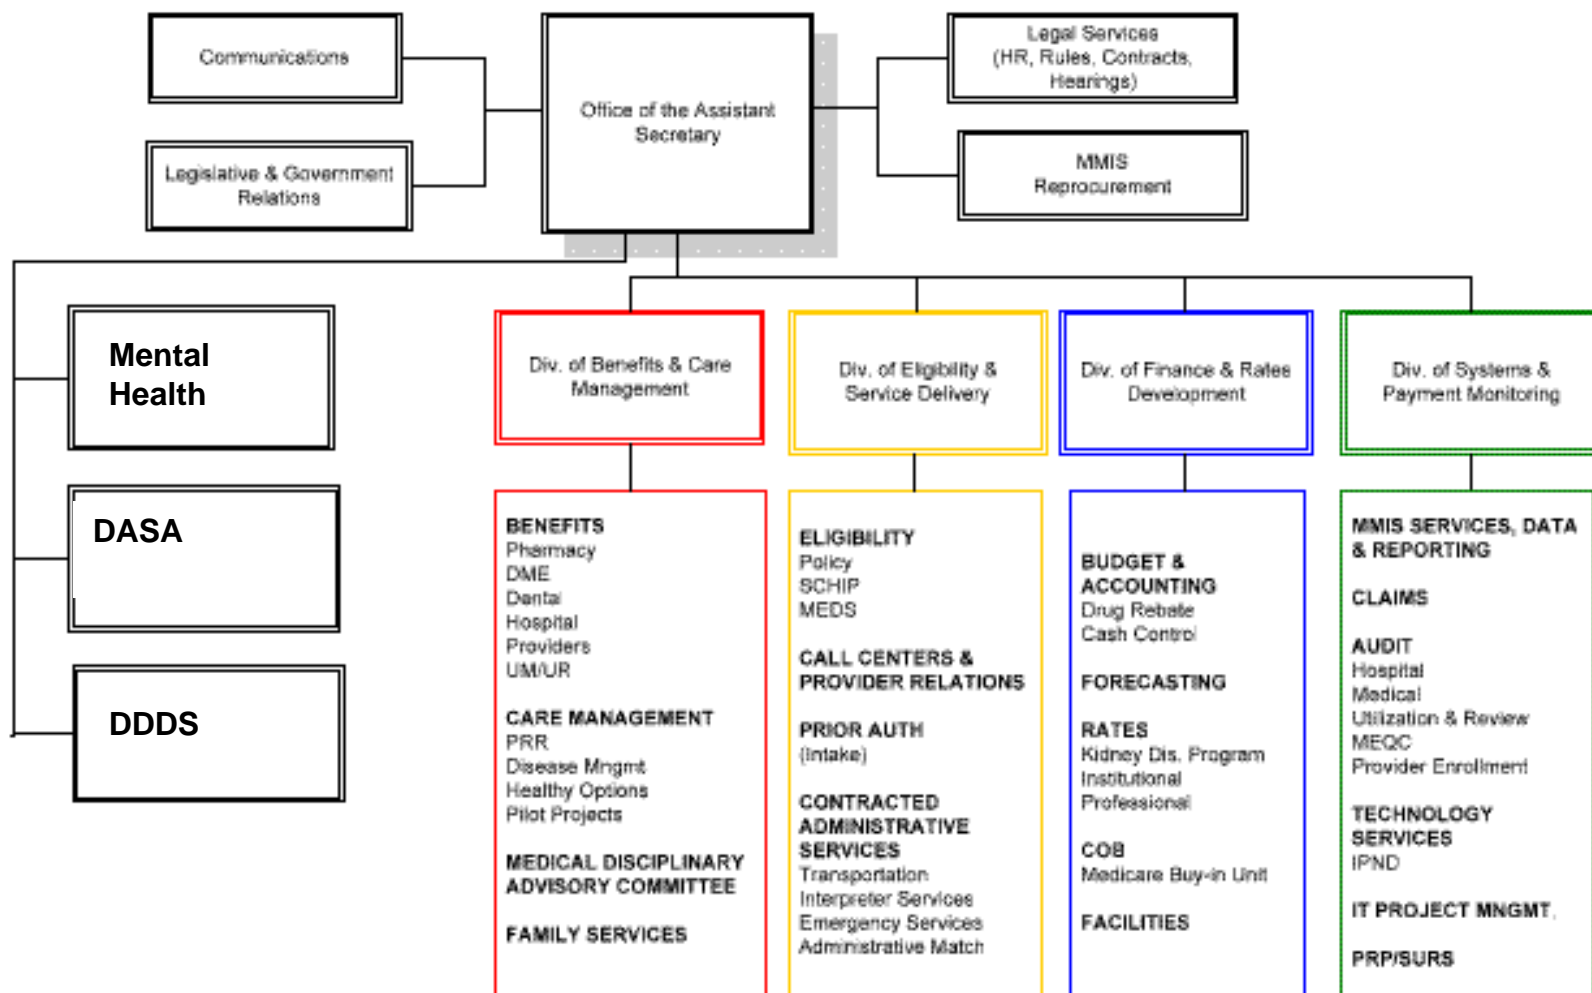 Communications
Legislative & Government
Relations
Office of the Assistant
Secretary
Legal Services
(HR, Rules, Contracts,
Hearings)
MMIS
Reprocurement
Mental
Health
DASA
DDDS
Div. of Benefits & Care
Management
Div. of Eligibility &
Service Delivery
Div. of Finance & Rates
Development
Div. of Systems &
Payment Monitoring
BENEFITS
Pharmacy
DME
Dental
Hospital
Providers
UM/UR
CARE MANAGEMENT
PRR
Disease Mngmt
Healthy Options
Pilot Projects
MEDICAL DISCIPLINARY
ADVISORY COMMITTEE
FAMILY SERVICES
ELIGIBILITY
Policy
SCHIP
MEDS
CALL CENTERS &
PROVIDER RELATIONS
PRIOR AUTH
(Intake)
CONTRACTED
ADMINISTRATIVE
SERVICES
Transportation
Interpreter Services
Emergency Services
Administrative Match
BUDGET &
ACCOUNTING
Drug Rebate
Cash Control
FORECASTING
RATES
Kidney Dis. Program
Institutional
Professional
COB
Medicare Buy-in Unit
FACILITIES
MMIS SERVICES, DATA
& REPORTING
CLAIMS
AUDIT
Hospital
Medical
Utilization & Review
MEQC
Provider Enrollment
TECHNOLOGY
SERVICES
IPND
IT PROJECT MNGMT.
PRP/SURS